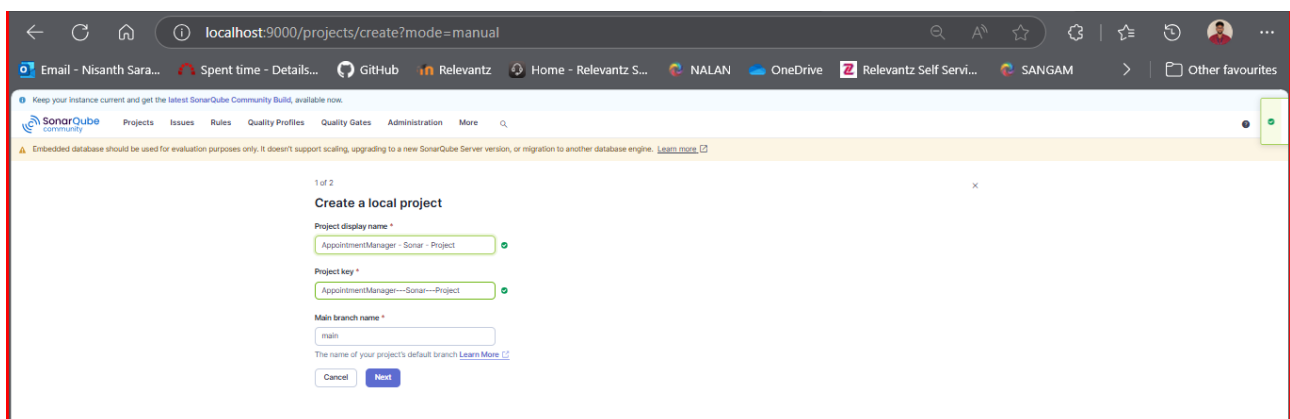 localhost:9000/projects/create?mode=manual
Email - Nisanth Sara... Spent time - Details... GitHub Relevantz Home - Relevantz S... NALAN OneDrive Relevantz Self Servi... SANGAM Other favourites
Keep your instance current and get the latest SonarQube Community Build, available now.
SonarQube community Projects Issues Rules Quality Profiles Quality Gates Administration More
Embedded database should be used for evaluation purposes only. It doesn't support scaling, upgrading to a new SonarQube Server version, or migration to another database engine. Learn more
1 of 2
Create a local project
Project display name *
AppointmentManager - Sonar - Project
Project key *
AppointmentManager---Sonar---Project
Main branch name *
main
The name of your project's default branch Learn More
Cancel Next